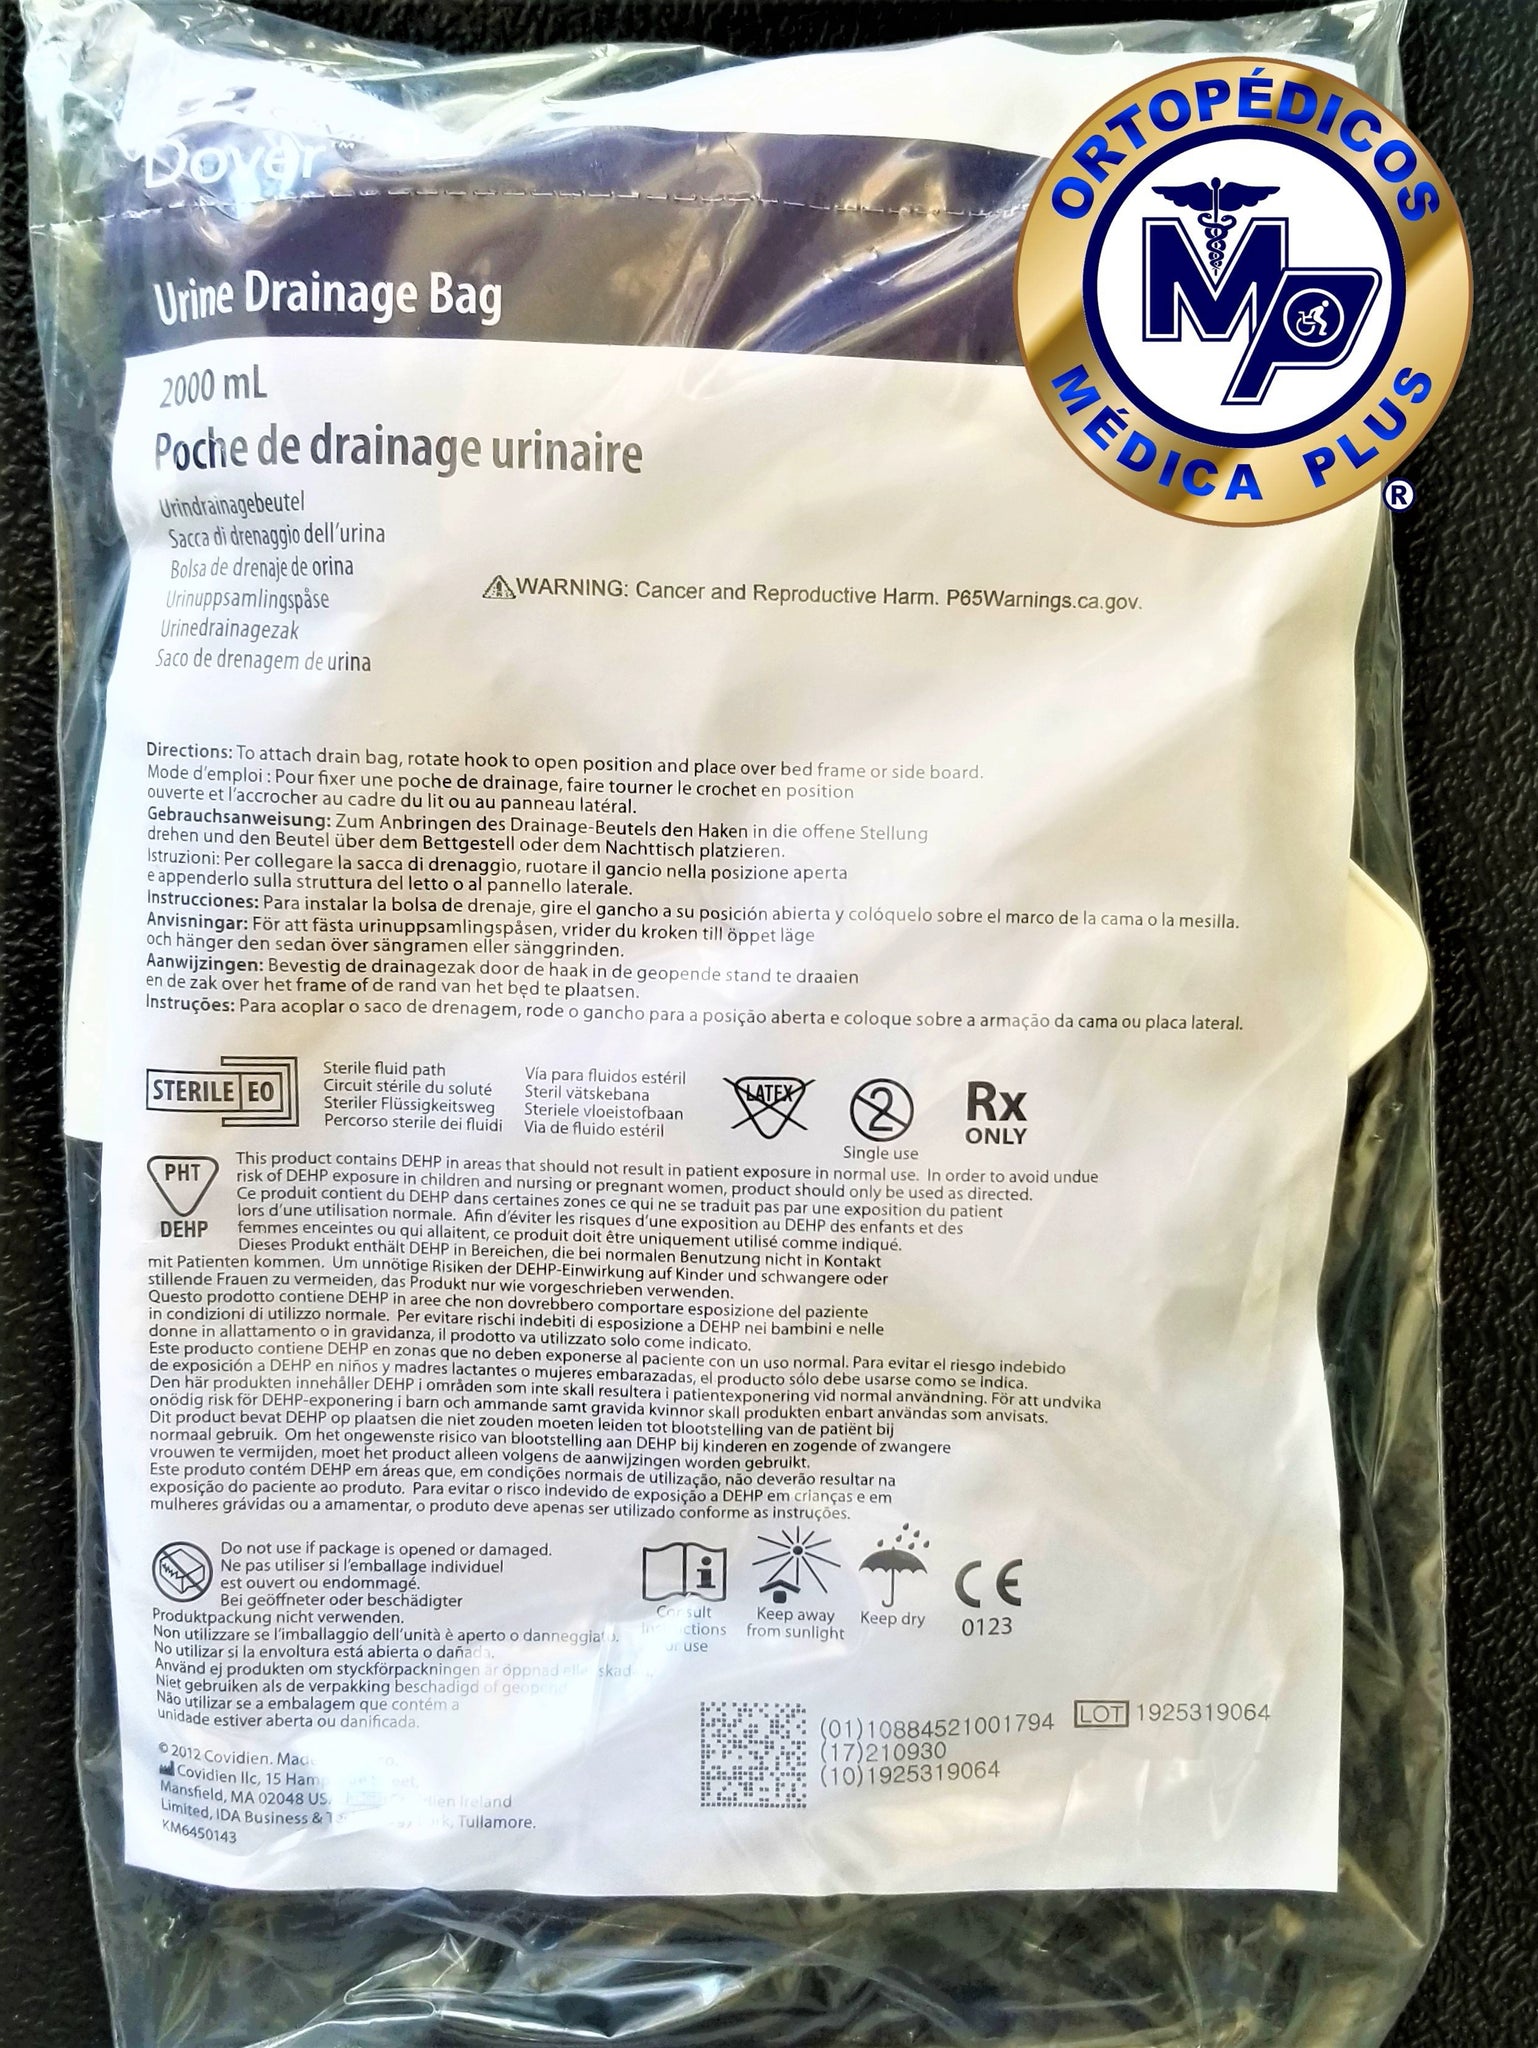 Dover™
Urine Drainage Bag
2000 mL
Poche de drainage urinaire
Urindrainagebeutel
Sacca di drenaggio dell'urina
Bolsa de drenaje de orina
Urinuppsamlingspåse
Urinedrainagezak
Saco de drenagem de urina
ORTOPÉDICOS
MP
MÉDICA PLUS
®
WARNING: Cancer and Reproductive Harm. P65Warnings.ca.gov.
Directions: To attach drain bag, rotate hook to open position and place over bed frame or side board.
Mode d'emploi : Pour fixer une poche de drainage, faire tourner le crochet en position
ouverte et l'accrocher au cadre du lit ou au panneau latéral.
Gebrauchsanweisung: Zum Anbringen des Drainage-Beutels den Haken in die offene Stellung
drehen und den Beutel über dem Bettgestell oder dem Nachttisch platzieren.
Istruzioni: Per collegare la sacca di drenaggio, ruotare il gancio nella posizione aperta
e appenderlo sulla struttura del letto o al pannello laterale.
Instrucciones: Para instalar la bolsa de drenaje, gire el gancho a su posición abierta y colóquelo sobre el marco de la cama o la mesilla.
Anvisningar: För att fästa urinuppsamlingspåsen, vrider du kroken till öppet läge
och hänger den sedan över sängramen eller sänggrinden.
Aanwijzingen: Bevestig de drainagezak door de haak in de geopende stand te draaien
en de zak over het frame of de rand van het bed te plaatsen.
Instruções: Para acoplar o saco de drenagem, rode o gancho para a posição aberta e coloque sobre a armação da cama ou placa lateral.
STERILE EO
Sterile fluid path
Circuit stérile du soluté
Steriler Flüssigkeitsweg
Percorso sterile dei fluidi
Vía para fluidos estéril
Steril vätskebana
Steriele vloeistofbaan
Via de fluido estéril
LATEX
2
Single use
Rx
ONLY
PHT
DEHP
This product contains DEHP in areas that should not result in patient exposure in normal use. In order to avoid undue
risk of DEHP exposure in children and nursing or pregnant women, product should only be used as directed.
Ce produit contient du DEHP dans certaines zones ce qui ne se traduit pas par une exposition du patient
lors d'une utilisation normale. Afin d'éviter les risques d'une exposition au DEHP des enfants et des
femmes enceintes ou qui allaitent, ce produit doit être uniquement utilisé comme indiqué.
Dieses Produkt enthält DEHP in Bereichen, die bei normalen Benutzung nicht in Kontakt
mit Patienten kommen. Um unnötige Risiken der DEHP-Einwirkung auf Kinder und schwangere oder
stillende Frauen zu vermeiden, das Produkt nur wie vorgeschrieben verwenden.
Questo prodotto contiene DEHP in aree che non dovrebbero comportare esposizione del paziente
in condizioni di utilizzo normale. Per evitare rischi indebiti di esposizione a DEHP nei bambini e nelle
donne in allattamento o in gravidanza, il prodotto va utilizzato solo come indicato.
Este producto contiene DEHP en zonas que no deben exponerse al paciente con un uso normal. Para evitar el riesgo indebido
de exposición a DEHP en niños y madres lactantes o mujeres embarazadas, el producto sólo debe usarse como se indica.
Den här produkten innehåller DEHP i områden som inte skall resultera i patientexponering vid normal användning. För att undvika
onödig risk för DEHP-exponering i barn och ammande samt gravida kvinnor skall produkten enbart användas som anvisats.
Dit product bevat DEHP op plaatsen die niet zouden moeten leiden tot blootstelling van de patiënt bij
normaal gebruik. Om het ongewenste risico van blootstelling aan DEHP bij kinderen en zogende of zwangere
vrouwen te vermijden, moet het product alleen volgens de aanwijzingen worden gebruikt.
Este produto contém DEHP em áreas que, em condições normais de utilização, não deverão resultar na
exposição do paciente ao produto. Para evitar o risco indevido de exposição a DEHP em crianças e em
mulheres grávidas ou a amamentar, o produto deve apenas ser utilizado conforme as instruções.
Do not use if package is opened or damaged.
Ne pas utiliser si l'emballage individuel
est ouvert ou endommagé.
Bei geöffneter oder beschädigter
Produktpackung nicht verwenden.
Non utilizzare se l'imballaggio dell'unità è aperto o danneggiato.
No utilizar si la envoltura está abierta o dañada.
Använd ej produkten om styckförpackningen är öppnad eller
Niet gebruiken als de verpakking beschadigd of geopend
Não utilizar se a embalagem que contém a
unidade estiver aberta ou danificada.
i
Consult
use
Keep away
from sunlight
Keep dry
CE
0123
© 2012 Covidien.
Covidien llc, 15
Mansfield, MA 02048 Ireland
Limited, IDA Business & Tullamore.
KM6450143
(01)10884521001794
(17)210930
(10)1925319064
LOT 1925319064